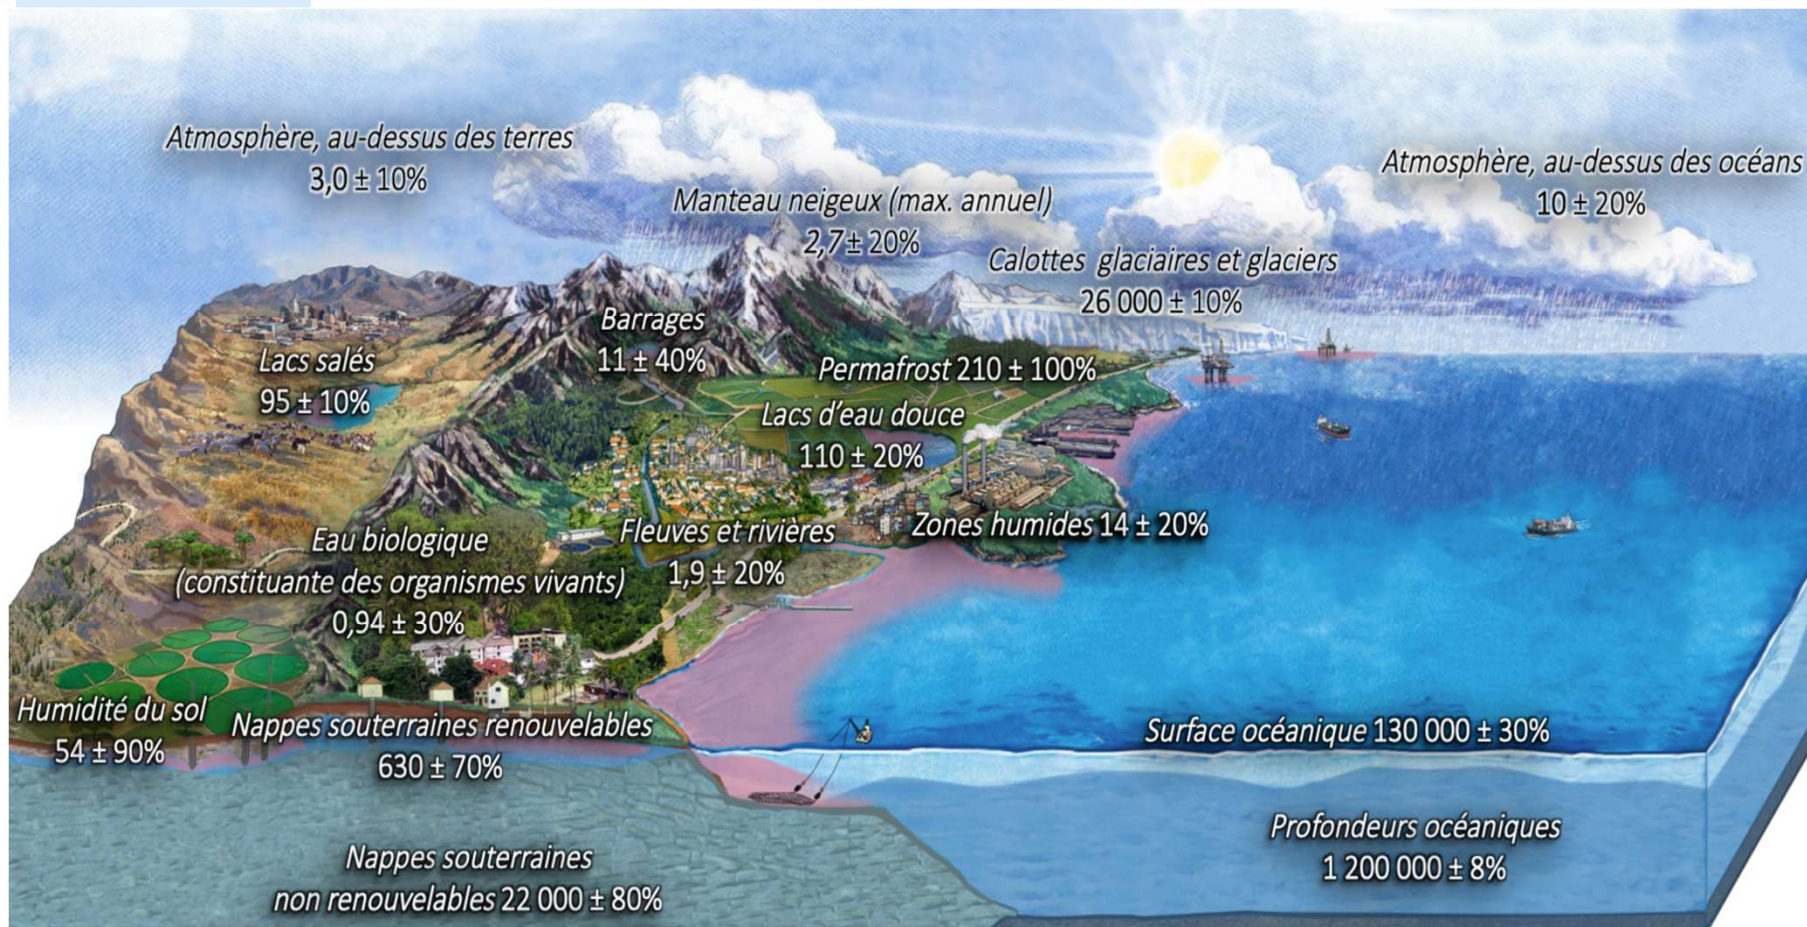 Atmosphère, au-dessus des terres
3,0 ± 10%
Atmosphère, au-dessus des océans
10 ± 20%
Manteau neigeux (max. annuel)
2,7 ± 20%
Calottes glaciaires et glaciers
26 000 ± 10%
Barrages
11 ± 40%
Lacs salés
95 ± 10%
Permafrost 210 ± 100%
Lacs d’eau douce
110 ± 20%
Zones humides 14 ± 20%
Fleuves et rivières
1,9 ± 20%
Eau biologique
(constituante des organismes vivants)
0,94 ± 30%
Humidité du sol
54 ± 90%
Nappes souterraines renouvelables
630 ± 70%
Surface océanique 130 000 ± 30%
Profondeurs océaniques
1 200 000 ± 8%
Nappes souterraines
non renouvelables 22 000 ± 80%